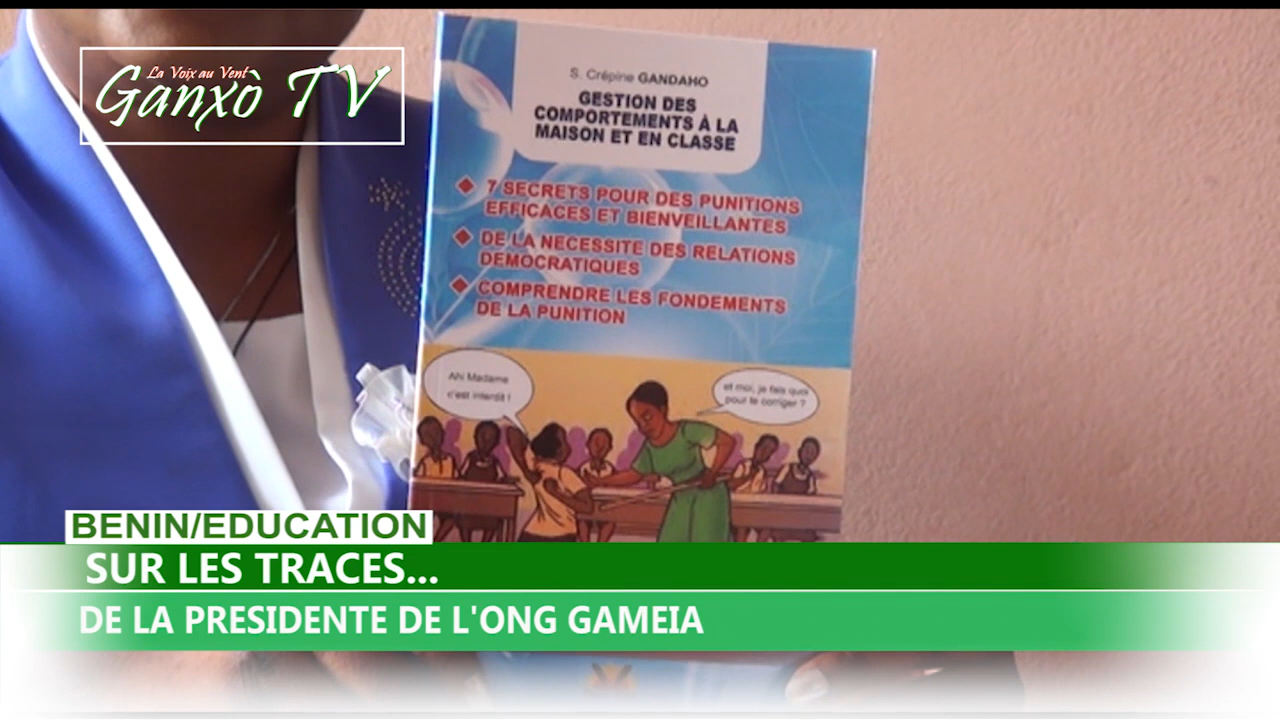 La Voix au Vent
Ganxò TV
S. Crépine GANDAHO
GESTION DES
COMPORTEMENTS À LA
MAISON ET EN CLASSE
7 SECRETS POUR DES PUNITIONS
EFFICACES ET BIENVEILLANTES
DE LA NECESSITE DES RELATIONS
DEMOCRATIQUES
COMPRENDRE LES FONDEMENTS
DE LA PUNITION
Ah! Madame
c'est interdit !
et moi, je fais quoi
pour le corriger ?
BENIN/EDUCATION
SUR LES TRACES...
DE LA PRESIDENTE DE L'ONG GAMEIA